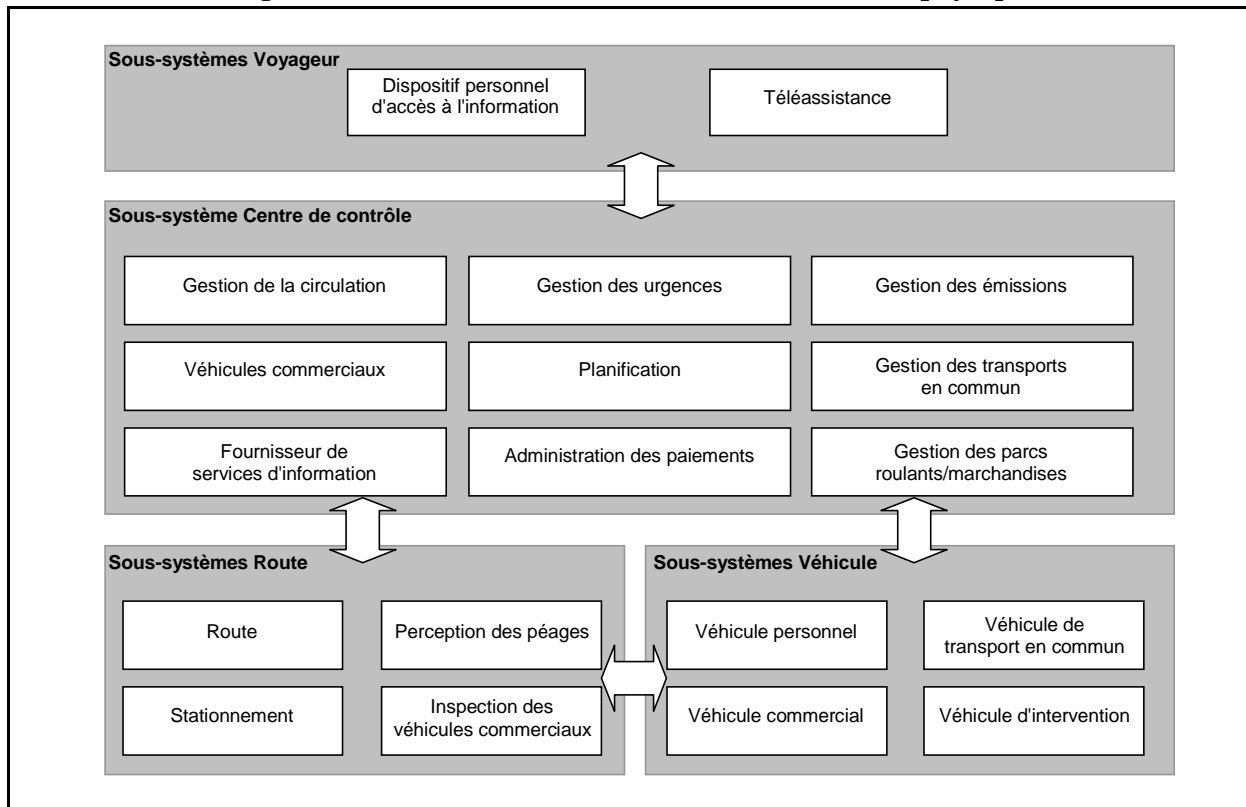 Sous-systèmes Voyageur
Dispositif personnel
d'accès à l'information
Téléassistance
Sous-système Centre de contrôle
Gestion de la circulation
Gestion des urgences
Gestion des émissions
Véhicules commerciaux
Planification
Gestion des transports
en commun
Fournisseur de
services d'information
Administration des paiements
Gestion des parcs
roulants/marchandises
Sous-systèmes Route
Route
Perception des péages
Stationnement
Inspection des
véhicules commerciaux
Sous-systèmes Véhicule
Véhicule personnel
Véhicule de
transport en commun
Véhicule commercial
Véhicule d'intervention